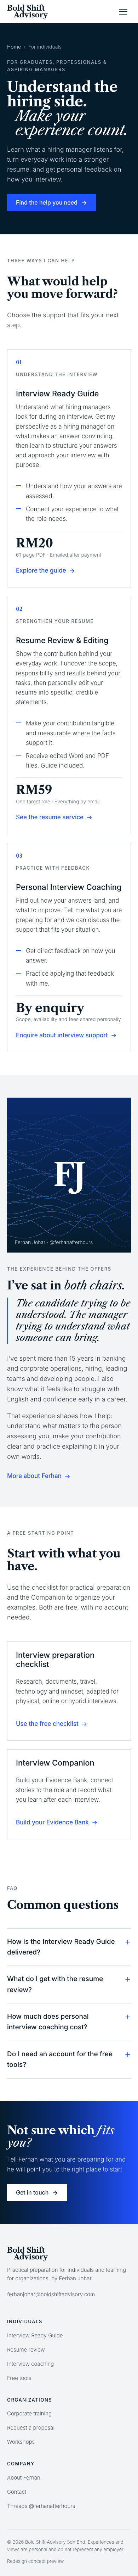 Bold Shift
Advisory
Home / For individuals
FOR GRADUATES, PROFESSIONALS &
ASPIRING MANAGERS
Understand the
hiring side.
Make your
experience count.
Learn what a hiring manager listens for,
turn everyday work into a stronger
resume, and get personal feedback on
how you interview.
Find the help you need →
THREE WAYS I CAN HELP
What would help
you move forward?
Choose the support that fits your next
step.
01
UNDERSTAND THE INTERVIEW
Interview Ready Guide
Understand what hiring managers
look for during an interview. Get my
perspective as a hiring manager on
what makes an answer convincing,
then learn to structure your answers
and approach your interview with
purpose.
Understand how your answers are
assessed.
Connect your experience to what
the role needs.
RM20
81-page PDF · Emailed after payment
Explore the guide →
02
STRENGTHEN YOUR RESUME
Resume Review & Editing
Show the contribution behind your
everyday work. I uncover the scope,
responsibility and results behind your
tasks, then personally edit your
resume into specific, credible
statements.
Make your contribution tangible
and measurable where the facts
support it.
Receive edited Word and PDF
files. Guide included.
RM59
One target role · Everything by email
See the resume service →
03
PRACTICE WITH FEEDBACK
Personal Interview Coaching
Find out how your answers land, and
what to improve. Tell me what you are
preparing for and we can discuss the
support that fits your situation.
Get direct feedback on how you
answer.
Practice applying that feedback
with me.
By enquiry
Scope, availability and fees shared personally
Enquire about interview support →
FJ
Ferhan Johar · @ferhanafterhours
THE EXPERIENCE BEHIND THE OFFERS
I've sat in both chairs.
The candidate trying to be
understood. The manager
trying to understand what
someone can bring.
I've spent more than 15 years in banking
and corporate operations, hiring, leading
teams and developing people. I also
know what it feels like to struggle with
English and confidence early in a career.
That experience shapes how I help:
understand what matters to the person
assessing you, make your contribution
clear and practice explaining it in your
own words.
More about Ferhan →
A FREE STARTING POINT
Start with what you
have.
Use the checklist for practical preparation
and the Companion to organize your
own examples. Both are free, with no account
needed.
Interview preparation
checklist
Research, documents, travel,
technology and mindset, adapted for
physical, online or hybrid interviews.
Use the free checklist →
Interview Companion
Build your Evidence Bank, connect
stories to the role and record what
you learn after each interview.
Build your Evidence Bank →
FAQ
Common questions
How is the Interview Ready Guide
delivered? +
What do I get with the resume
review? +
How much does personal
interview coaching cost? +
Do I need an account for the free
tools? +
Not sure which fits
you?
Tell Ferhan what you are preparing for and
he will point you to the right place to start.
Get in touch →
Bold Shift
Advisory
Practical preparation for individuals and learning
for organizations, by Ferhan Johar.
ferhanjohar@boldshiftadvisory.com
INDIVIDUALS
Interview Ready Guide
Resume review
Interview coaching
Free tools
ORGANIZATIONS
Corporate training
Request a proposal
Workshops
COMPANY
About Ferhan
Contact
Threads @ferhanafterhours
© 2026 Bold Shift Advisory Sdn Bhd. Experiences and
views are personal and do not represent any employer.
Redesign concept preview